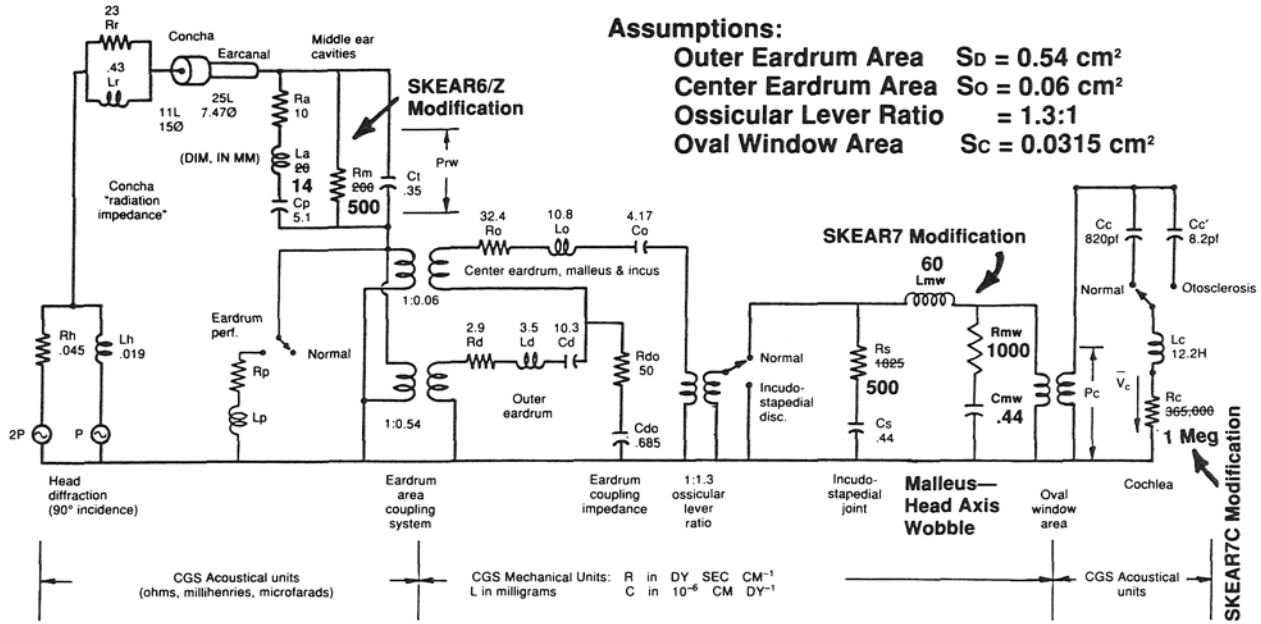 Assumptions:
Outer Eardrum Area SD = 0.54 cm²
Center Eardrum Area SO = 0.06 cm²
Ossicular Lever Ratio = 1.3:1
Oval Window Area SC = 0.0315 cm²
23
Rr
.43
Lr
Concha
Earcanal
11L
15Ø
25L
7.47Ø
(DIM, IN MM)
Concha
"radiation
impedance"
Middle ear
cavities
Ra
10
La
20
14
Cp
5.1
Rm
200
500
SKEAR6/Z
Modification
Prw
Ct
.35
32.4
Ro
10.8
Lo
4.17
Co
Center eardrum, malleus & incus
1:0.06
2.9
Rd
3.5
Ld
10.3
Cd
Outer
eardrum
1:0.54
Eardrum
perf.
Normal
Rp
Lp
Rh
.045
Lh
.019
2P
P
Rdo
50
Cdo
.685
Normal
Incudo-
stapedial
disc.
Rs
1825
500
Cs
.44
SKEAR7 Modification
60
Lmw
Rmw
1000
Cmw
.44
Cc
820pf
Cc'
8.2pf
Normal
Otosclerosis
Lc
12.2H
Pc
V̅c
Rc
365,000
1 Meg
SKEAR7C Modification
Head
diffraction
(90° incidence)
Eardrum
area
coupling
system
Eardrum
coupling
impedance
1:1.3
ossicular
lever
ratio
Incudo-
stapedial
joint
Malleus—
Head Axis
Wobble
Oval
window
area
Cochlea
CGS Acoustical units
(ohms, millihenries, microfarads)
CGS Mechanical Units: R in DY SEC CM⁻¹
L in milligrams C in 10⁻⁶ CM DY⁻¹
CGS Acoustical
units